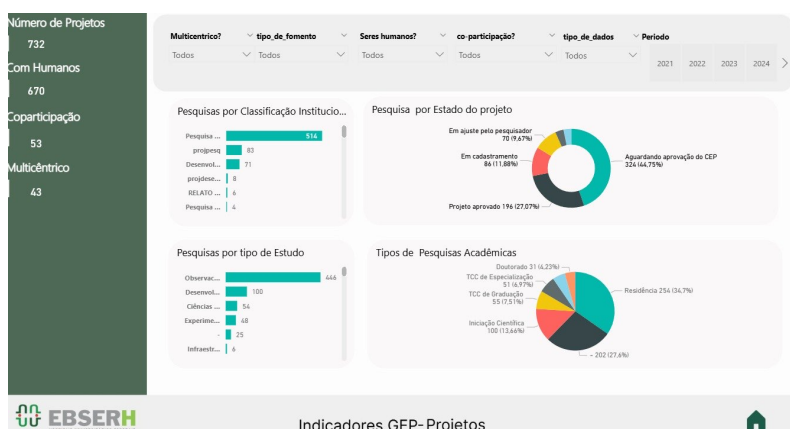 Número de Projetos
732
Com Humanos
670
Coparticipação
53
Multicêntrico
43
Multicentrico? tipo_de_fomento Seres humanos? co-participação? tipo_de_dados Periodo
Todos Todos Todos Todos Todos
2021 2022 2023 2024
Pesquisas por Classificação Institucio...
Pesquisa ... 514
projpesq 83
Desenvol... 71
projdese... 8
RELATO ... 6
Pesquisa ... 4
Pesquisa por Estado do projeto
Em ajuste pelo pesquisador
70 (9,67%)
Em cadastramento
86 (11,88%)
Aguardando aprovação do CEP
324 (44,75%)
Projeto aprovado 196 (27,07%)
Pesquisas por tipo de Estudo
Observac... 446
Desenvol... 100
Ciências ... 54
Experime... 48
- 25
Infraestr... 6
Tipos de Pesquisas Acadêmicas
Doutorado 31 (4,23%)
TCC de Especialização
51 (6,97%)
TCC de Graduação
55 (7,51%)
Iniciação Científica
100 (13,66%)
Residência 254 (34,7%)
- 202 (27,6%)
EBSERH
Indicadores GEP-Projetos